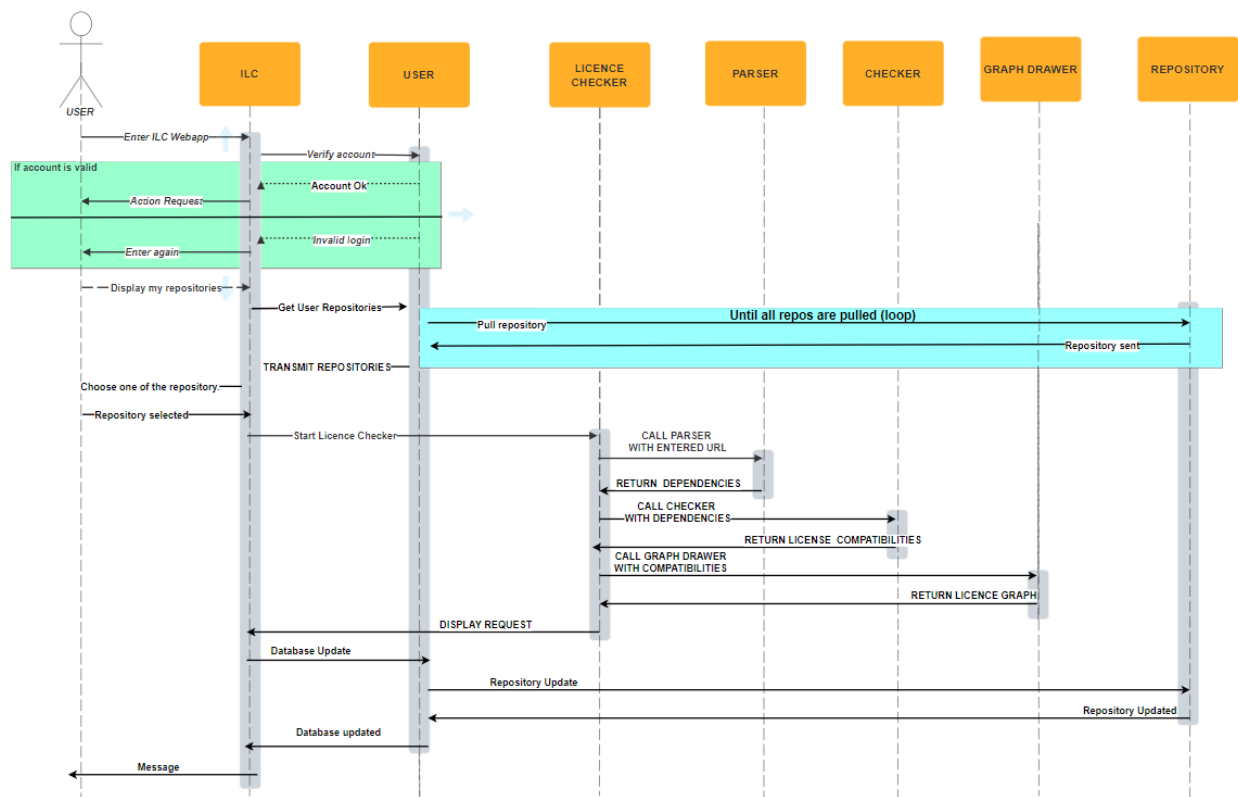 ILC
USER
LICENCE
CHECKER
PARSER
CHECKER
GRAPH DRAWER
REPOSITORY
USER
Enter ILC Webapp
Verify account
If account is valid
Account Ok
Action Request
Invalid login
Enter again
Display my repositories
Get User Repositories
Until all repos are pulled (loop)
Pull repository
Repository sent
TRANSMIT REPOSITORIES
Choose one of the repository.
Repository selected
Start Licence Checker
CALL PARSER
WITH ENTERED URL
RETURN DEPENDENCIES
CALL CHECKER
WITH DEPENDENCIES
RETURN LICENSE COMPATIBILITIES
CALL GRAPH DRAWER
WITH COMPATIBILITIES
RETURN LICENCE GRAPH
DISPLAY REQUEST
Database Update
Repository Update
Repository Updated
Database updated
Message